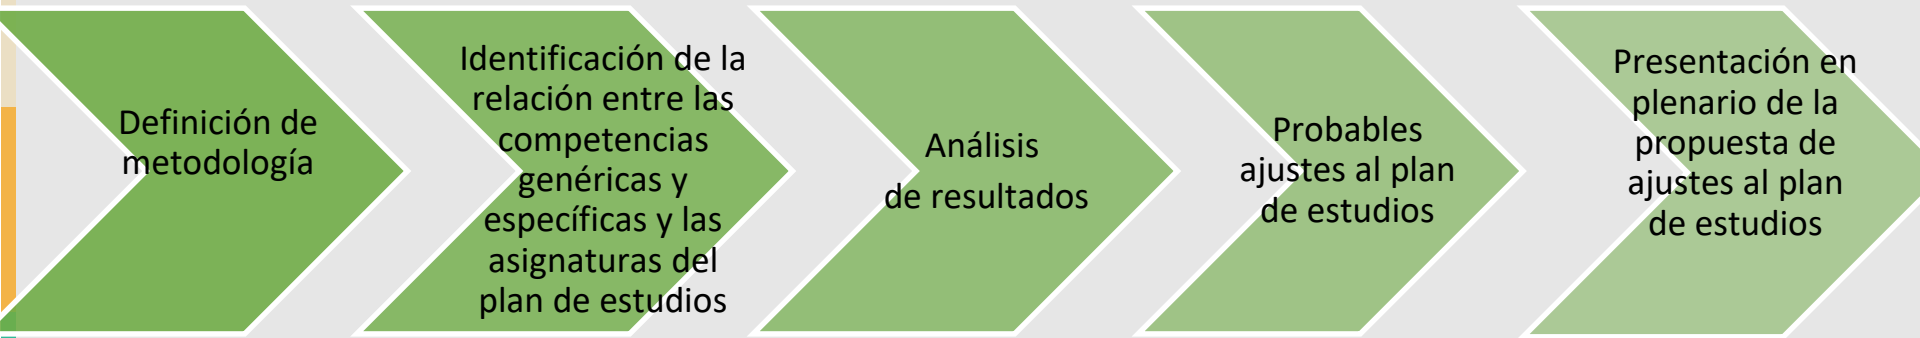 Definición de
metodología
Identificación de la
relación entre las
competencias
genéricas y
específicas y las
asignaturas del
plan de estudios
Análisis
de resultados
Probables
ajustes al plan
de estudios
Presentación en
plenario de la
propuesta de
ajustes al plan
de estudios